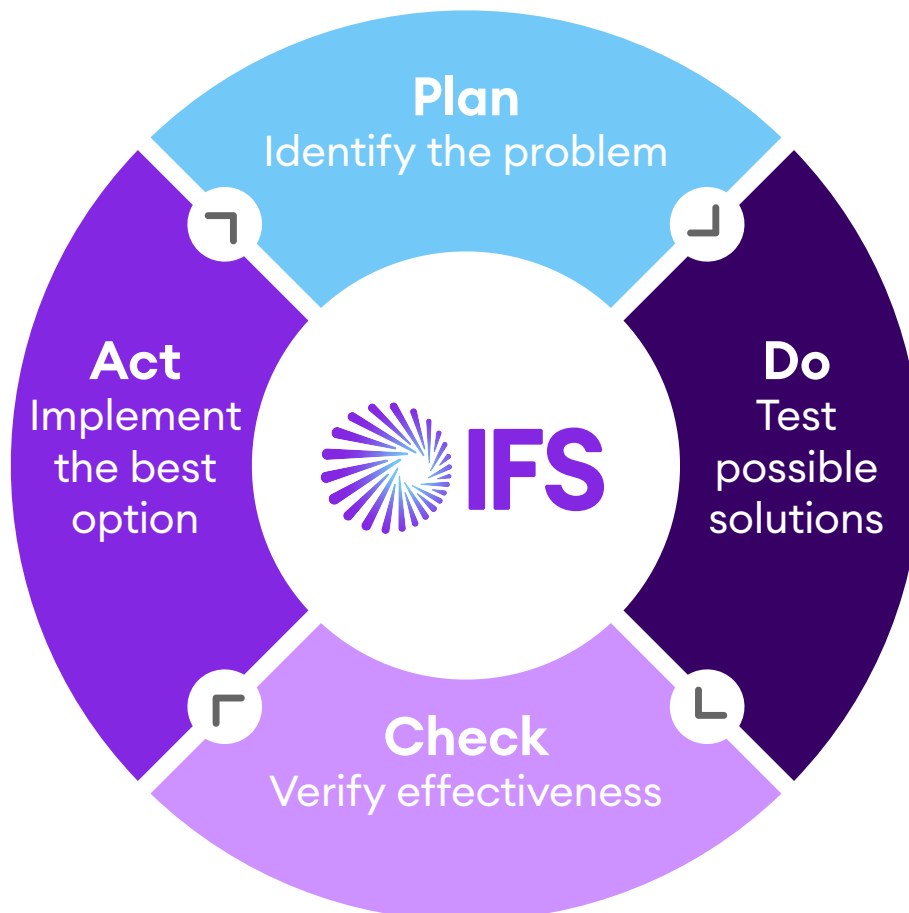 Plan
Identify the problem
Do
Test
possible
solutions
Check
Verify effectiveness
Act
Implement
the best
option
IFS